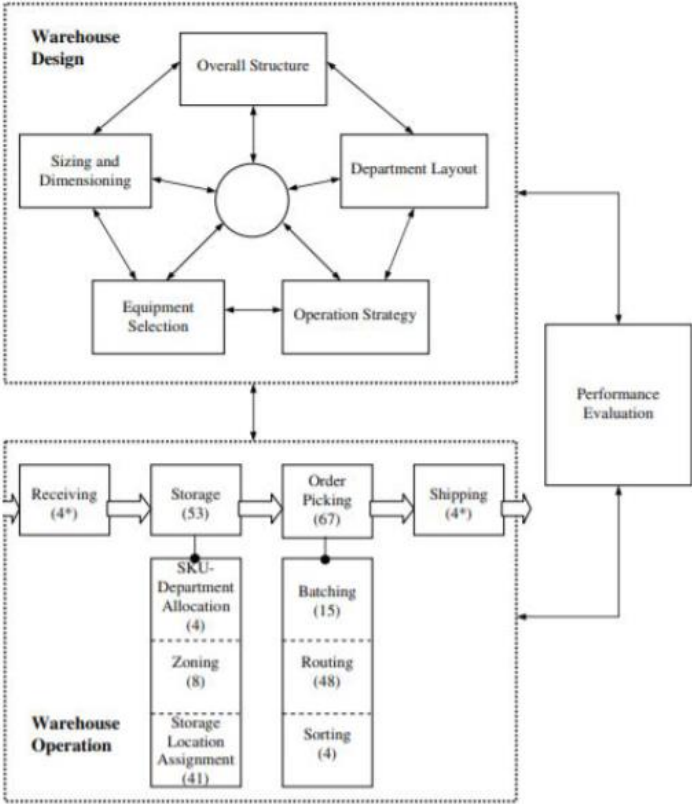 Warehouse
Design
Overall Structure
Sizing and
Dimensioning
Department Layout
Equipment
Selection
Operation Strategy
Performance
Evaluation
Receiving
(4*)
Storage
(53)
Order
Picking
(67)
Shipping
(4*)
SKU-
Department
Allocation
(4)
Zoning
(8)
Storage
Location
Assignment
(41)
Batching
(15)
Routing
(48)
Sorting
(4)
Warehouse
Operation